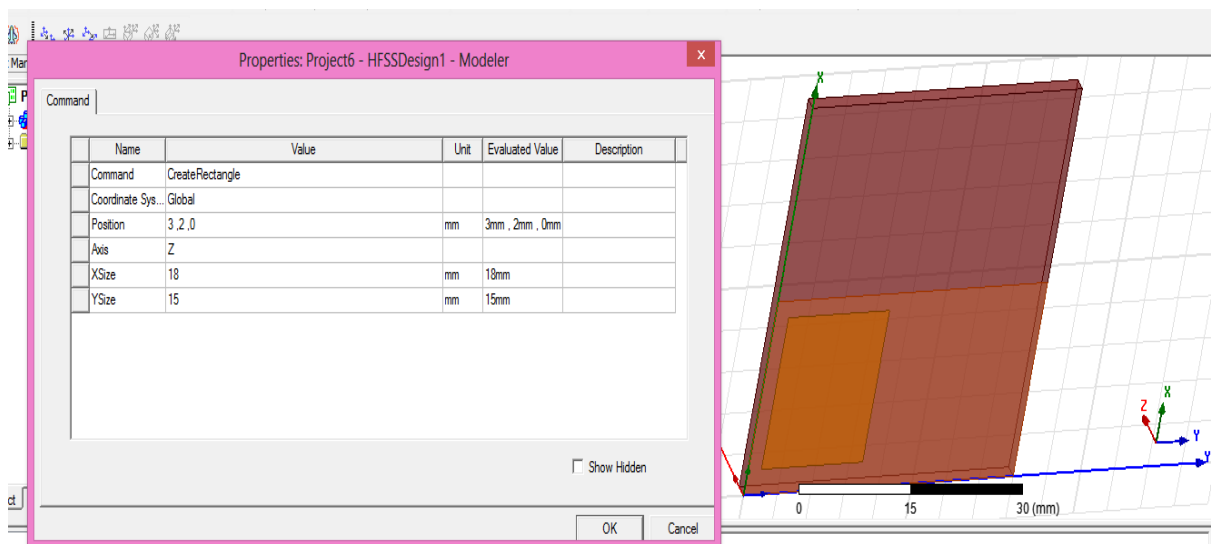 Properties: Project6 - HFSSDesign1 - Modeler
x
Mar
P
Command
Name Value Unit Evaluated Value Description
Command CreateRectangle
Coordinate Sys... Global
Position 3 ,2 ,0 mm 3mm , 2mm , 0mm
Axis Z
XSize 18 mm 18mm
YSize 15 mm 15mm
Show Hidden
OK Cancel
ct
X
Z X
Y
Y
0 15 30 (mm)